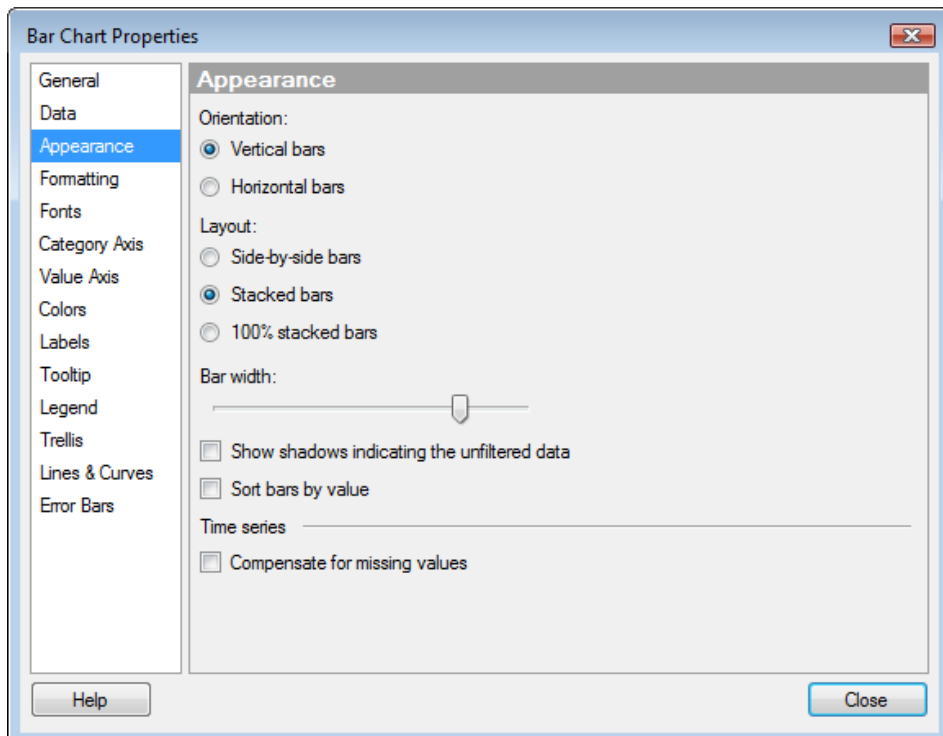 Bar Chart Properties
General
Data
Appearance
Formatting
Fonts
Category Axis
Value Axis
Colors
Labels
Tooltip
Legend
Trellis
Lines & Curves
Error Bars
Appearance
Orientation:
Vertical bars
Horizontal bars
Layout:
Side-by-side bars
Stacked bars
100% stacked bars
Bar width:
Show shadows indicating the unfiltered data
Sort bars by value
Time series
Compensate for missing values
Help
Close